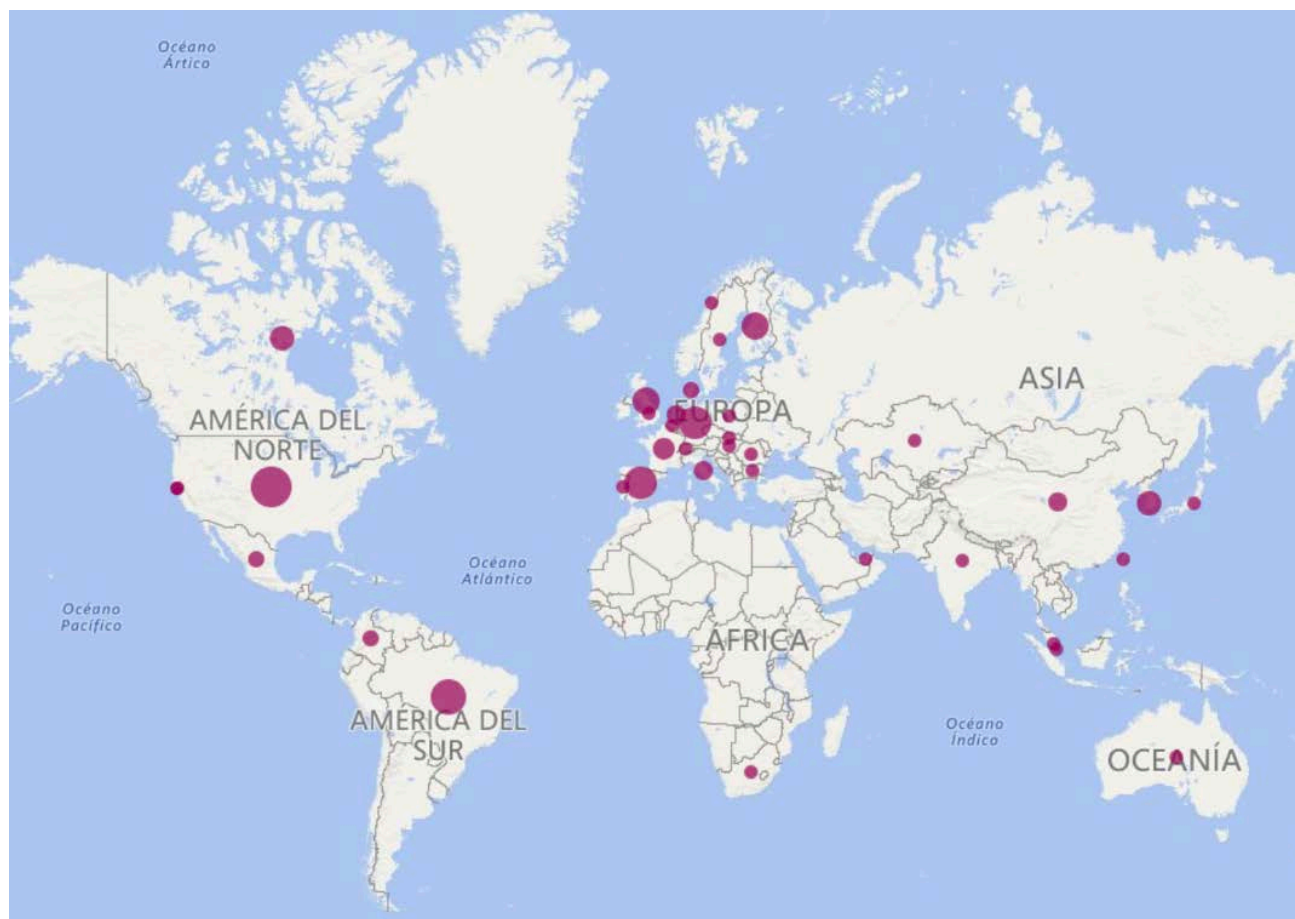 Océano
Ártico
ASIA
AMÉRICA DEL
NORTE
EUROPA
Océano
Atlántico
Océano
Pacífico
ÁFRICA
AMÉRICA DEL
SUR
Océano
Índico
OCEANÍA